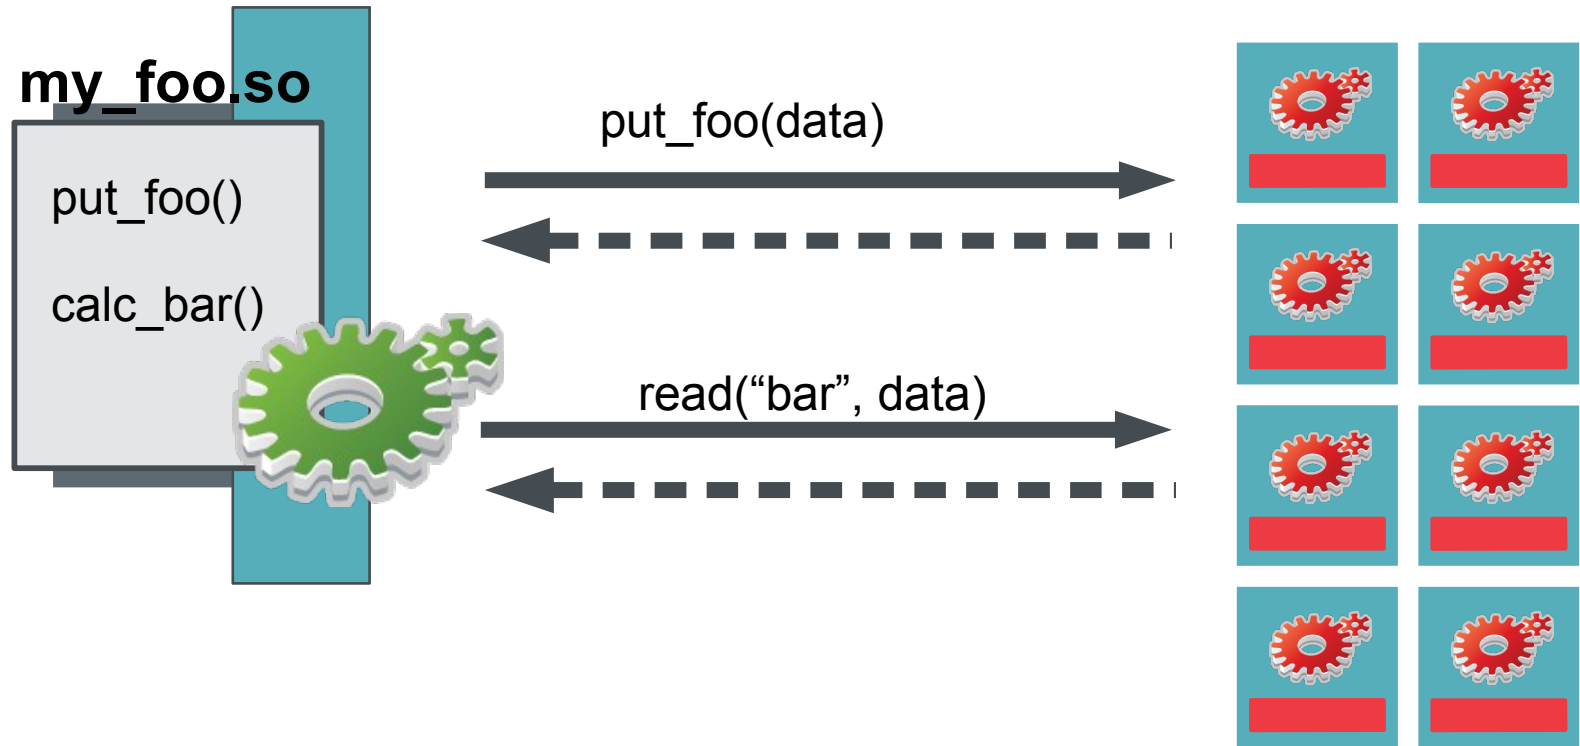 my_foo.so
put_foo()
calc_bar()
put_foo(data)
read(“bar”, data)